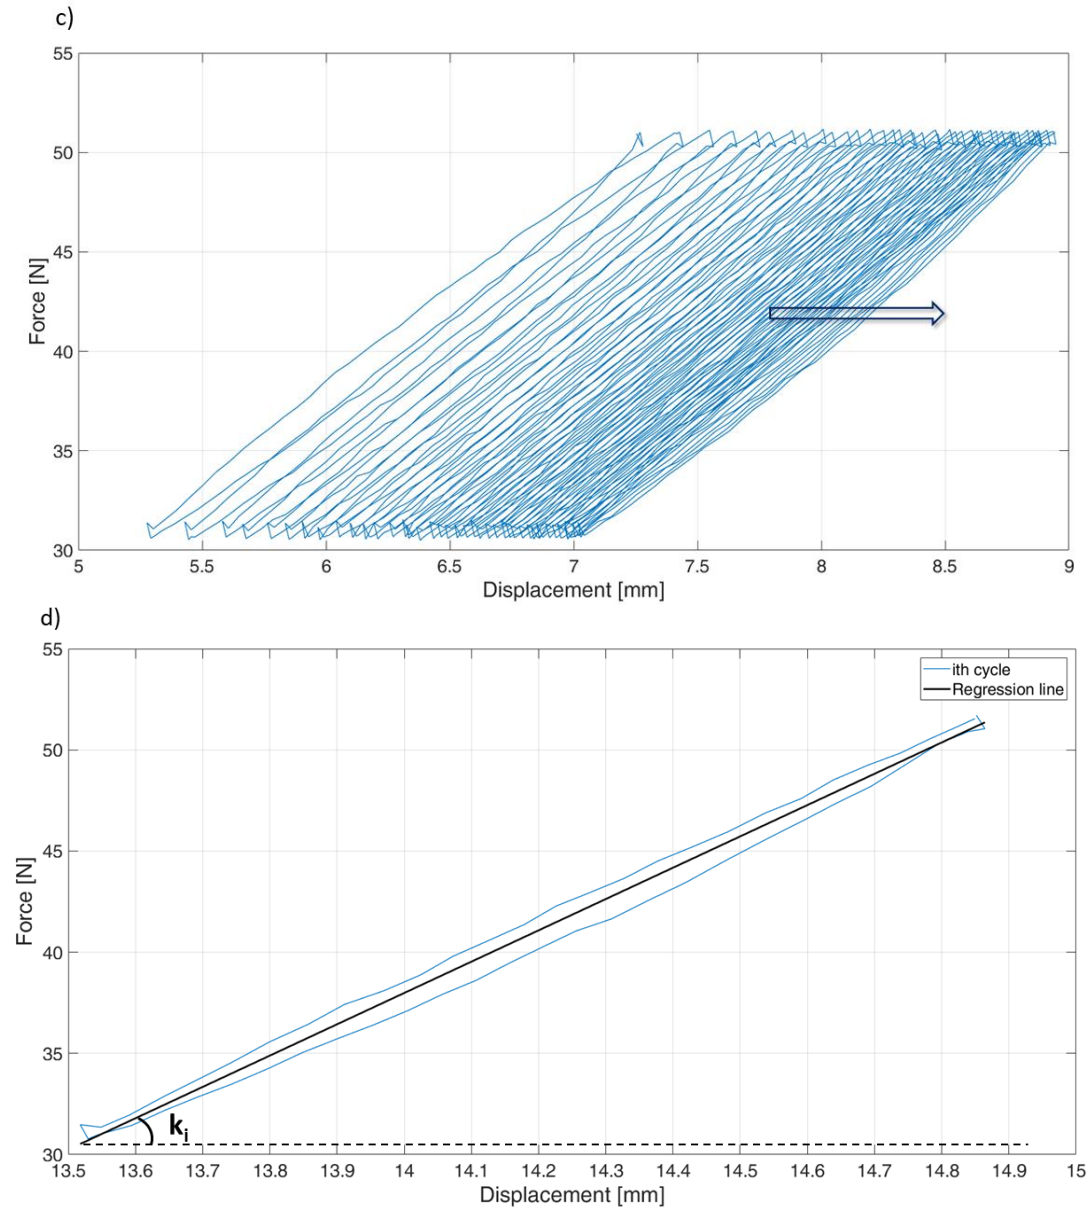 c)
55
50
45
40
35
30
Force [N]
5 5.5 6 6.5 7 7.5 8 8.5 9
Displacement [mm]
d)
55
50
45
40
35
30
Force [N]
ith cycle
Regression line
ki
13.5 13.6 13.7 13.8 13.9 14 14.1 14.2 14.3 14.4 14.5 14.6 14.7 14.8 14.9 15
Displacement [mm]